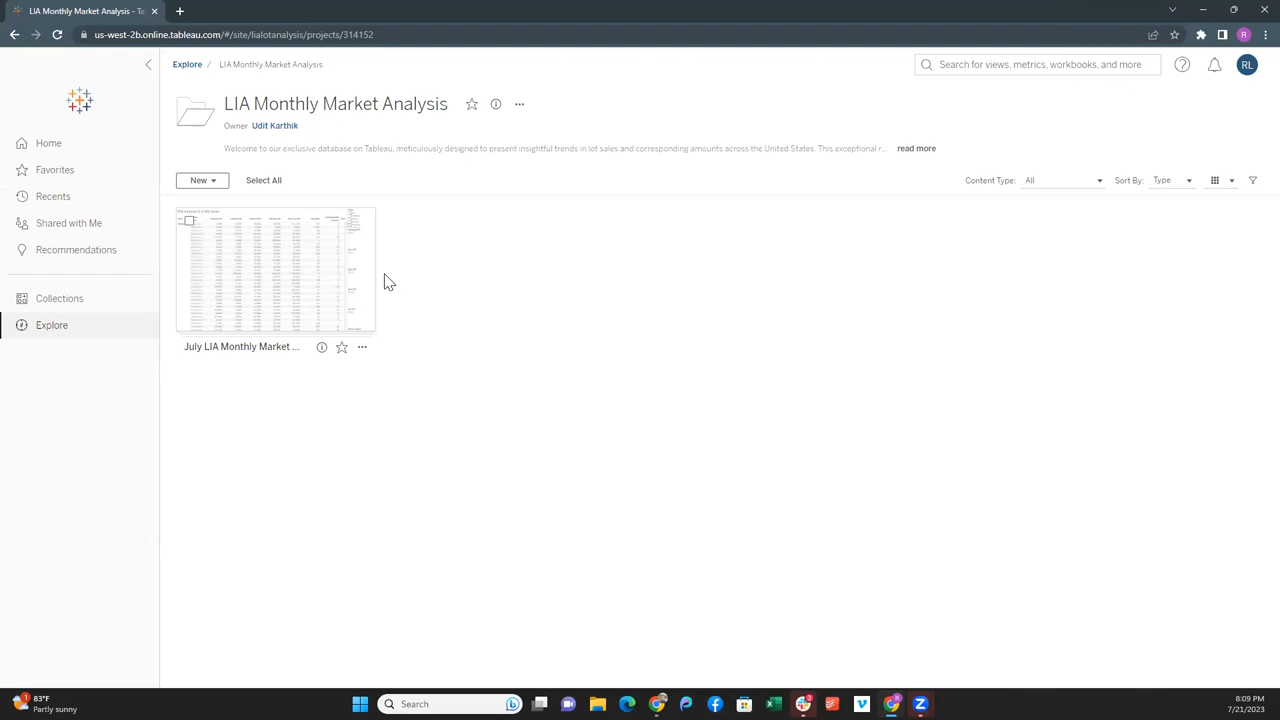 LIA Monthly Market Analysis - Ta
us-west-2b.online.tableau.com/#/site/lialotanalysis/projects/314152
R
Explore / LIA Monthly Market Analysis
Search for views, metrics, workbooks, and more
RL
LIA Monthly Market Analysis
Owner Udit Karthik
Welcome to our exclusive database on Tableau, meticulously designed to present insightful trends in lot sales and corresponding amounts across the United States. This exceptional r... read more
New
Select All
Content Type: All
Sort By: Type
Home
Favorites
Recents
Shared with Me
commendations
ollections
plore
July LIA Monthly Market ...
1
83°F
Partly sunny
Search
8:09 PM
7/21/2023